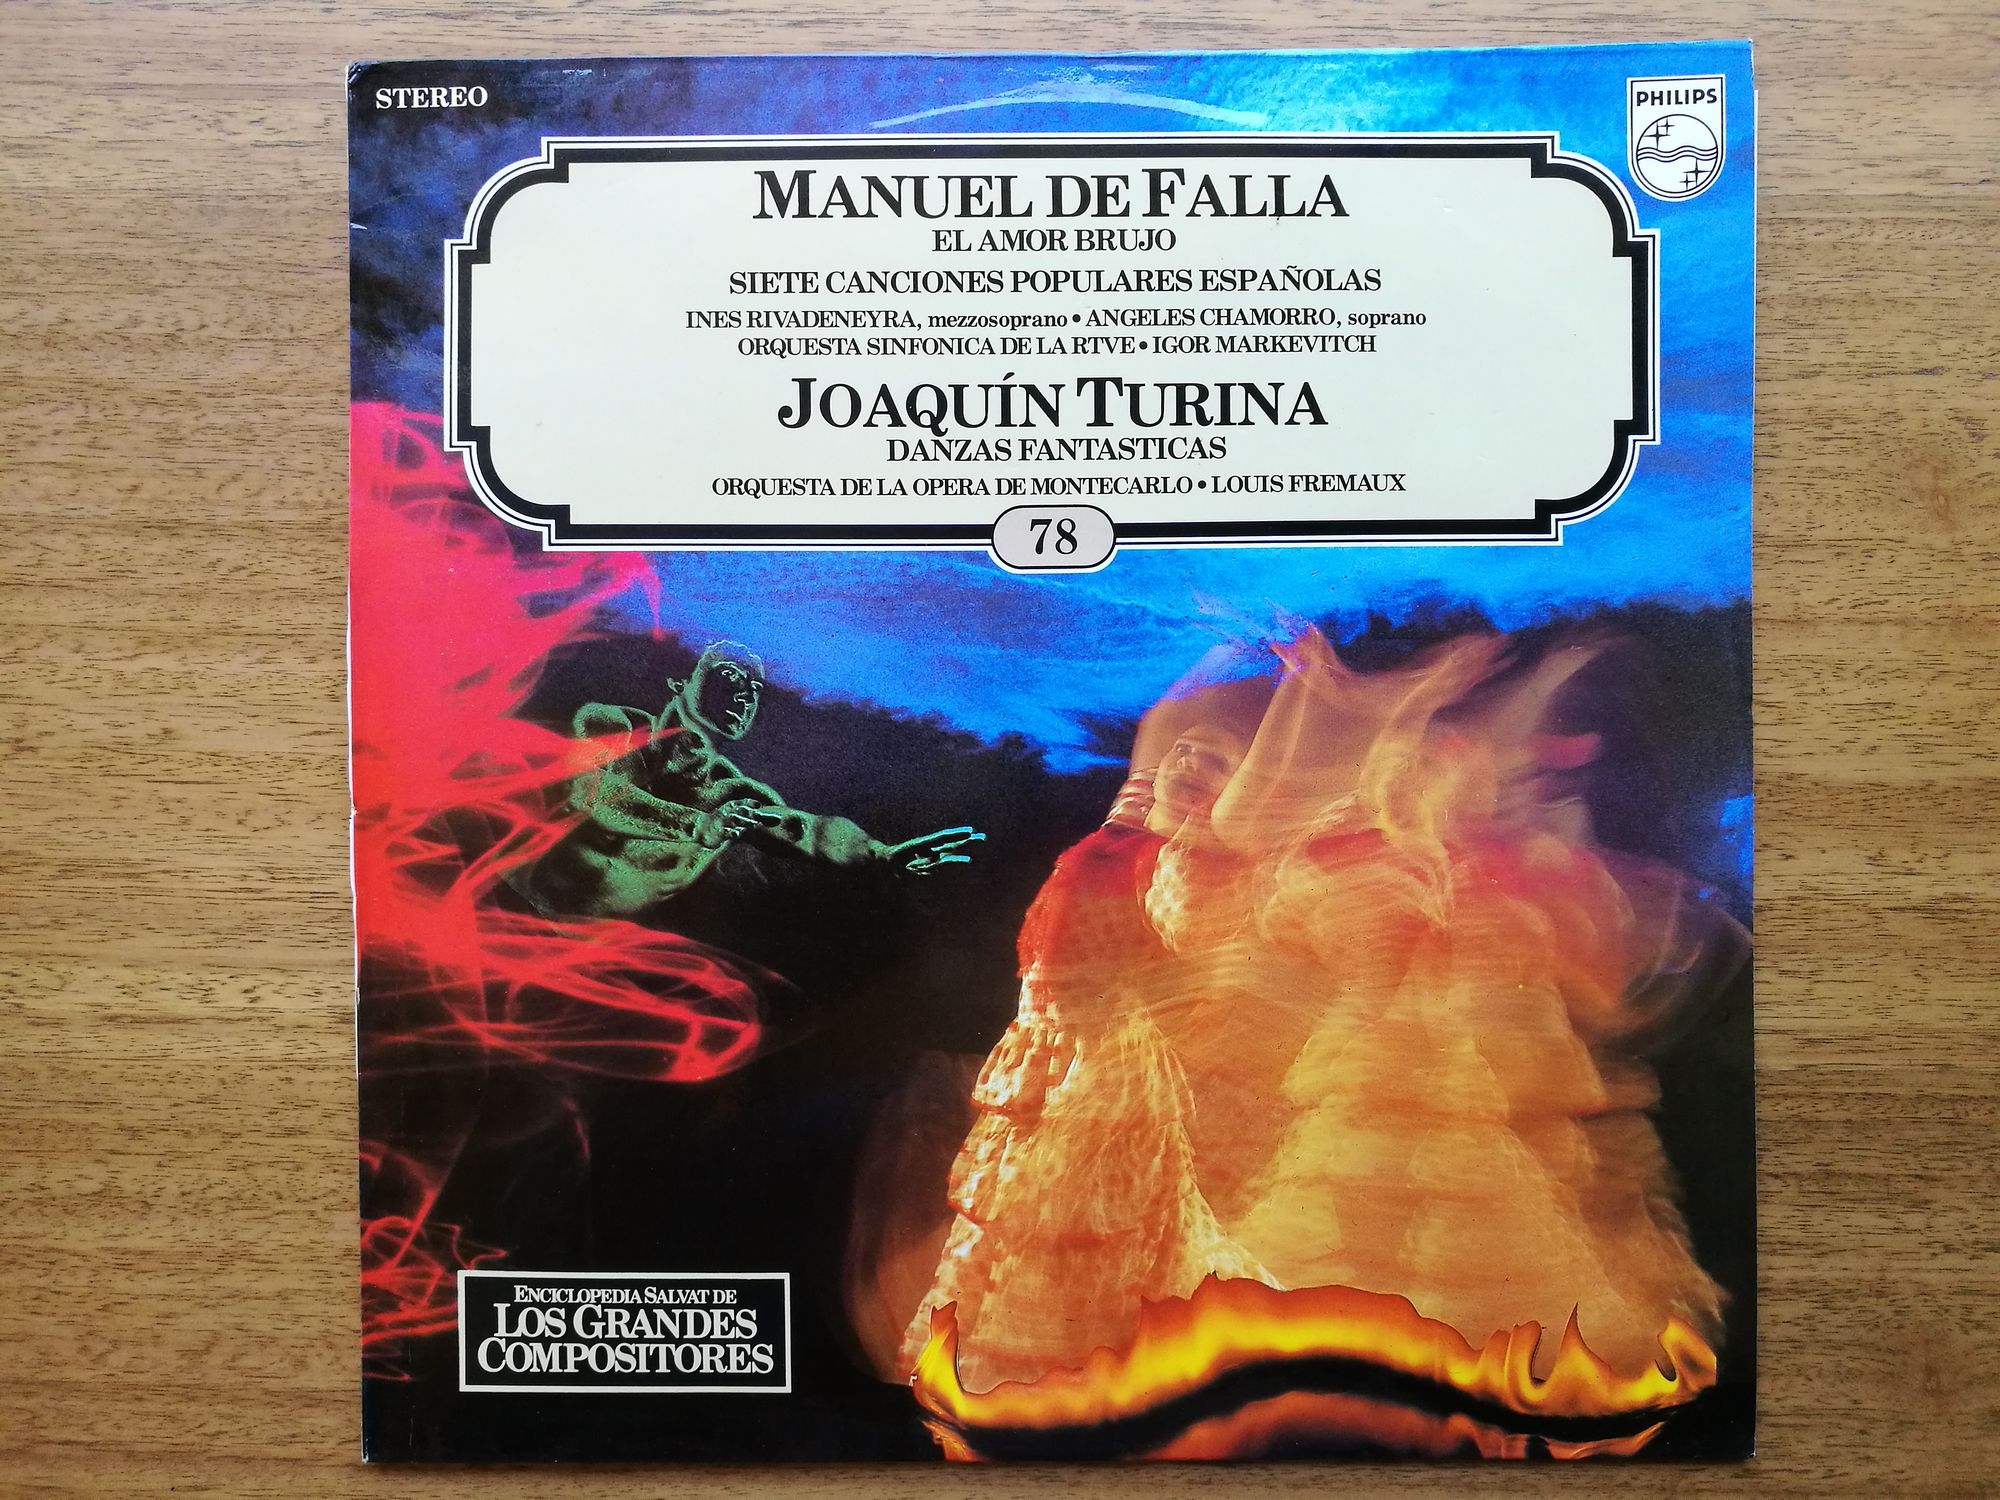 STEREO
PHILIPS
MANUEL DE FALLA
EL AMOR BRUJO
SIETE CANCIONES POPULARES ESPAÑOLAS
INES RIVADENEYRA, mezzosoprano • ANGELES CHAMORRO, soprano
ORQUESTA SINFONICA DE LA RTVE • IGOR MARKEVITCH
JOAQUÍN TURINA
DANZAS FANTASTICAS
ORQUESTA DE LA OPERA DE MONTECARLO • LOUIS FREMAUX
78
ENCICLOPEDIA SALVAT DE
LOS GRANDES
COMPOSITORES